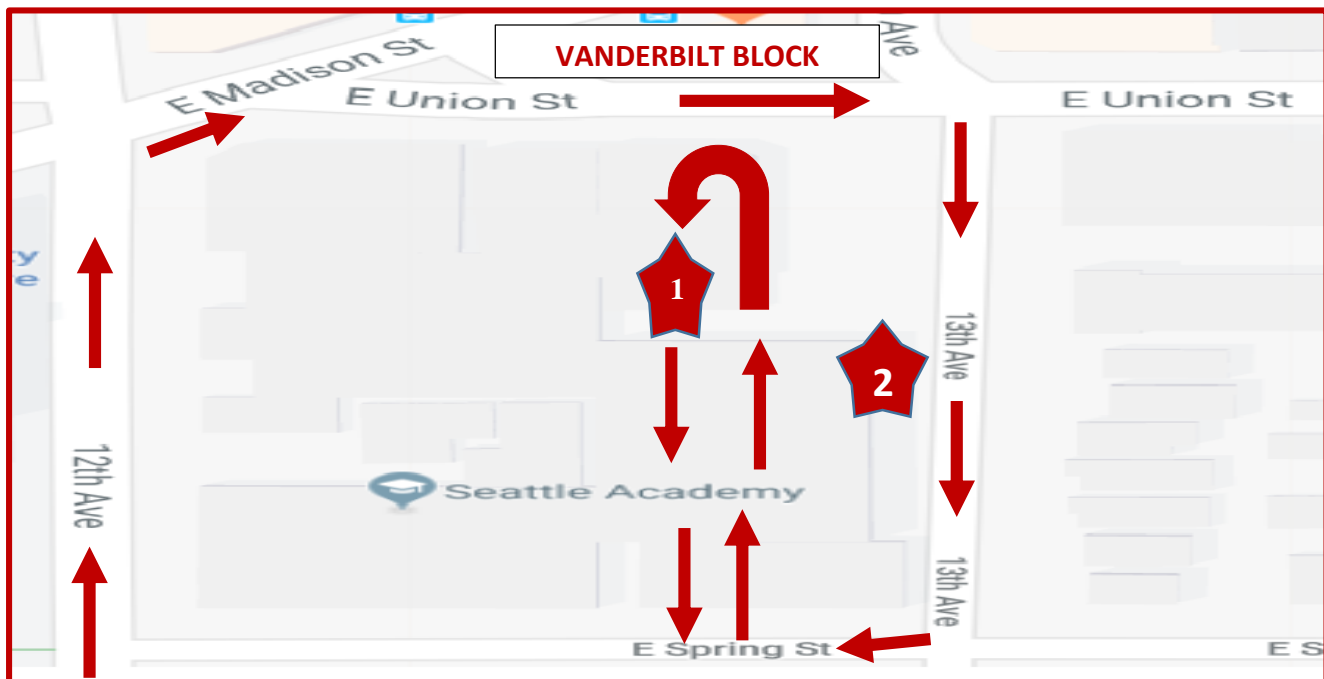 VANDERBILT BLOCK
Ave
E Madison St
E Union St
E Union St
ty
e
1
13th Ave
2
12th Ave
Seattle Academy
13th Ave
E Spring St
E S